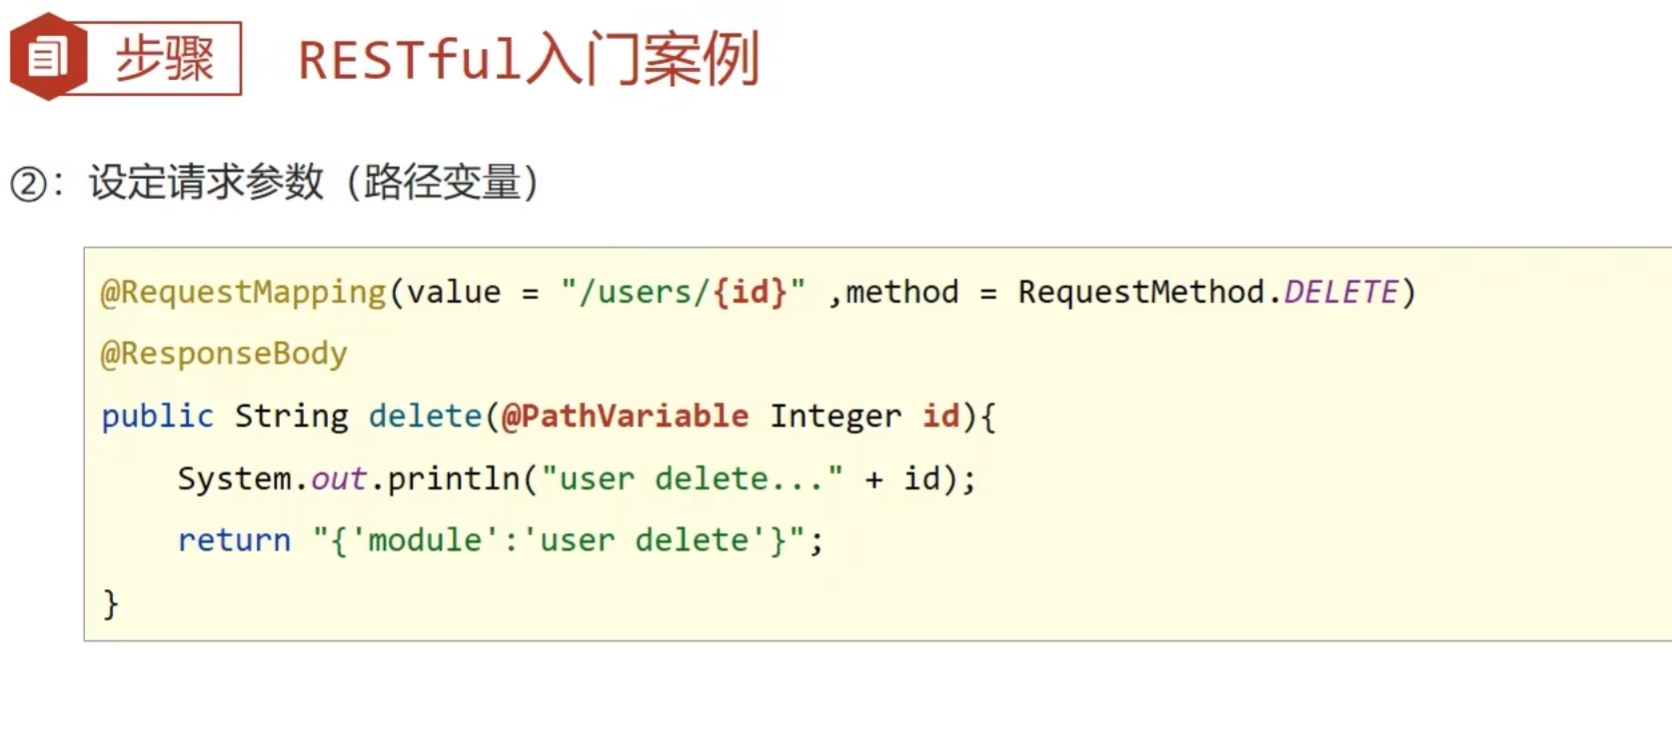 步骤 RESTful入门案例
②：设定请求参数（路径变量）
@RequestMapping(value = "/users/{id}" ,method = RequestMethod.DELETE)
@ResponseBody
public String delete(@PathVariable Integer id){
    System.out.println("user delete..." + id);
    return "{'module':'user delete'}";
}